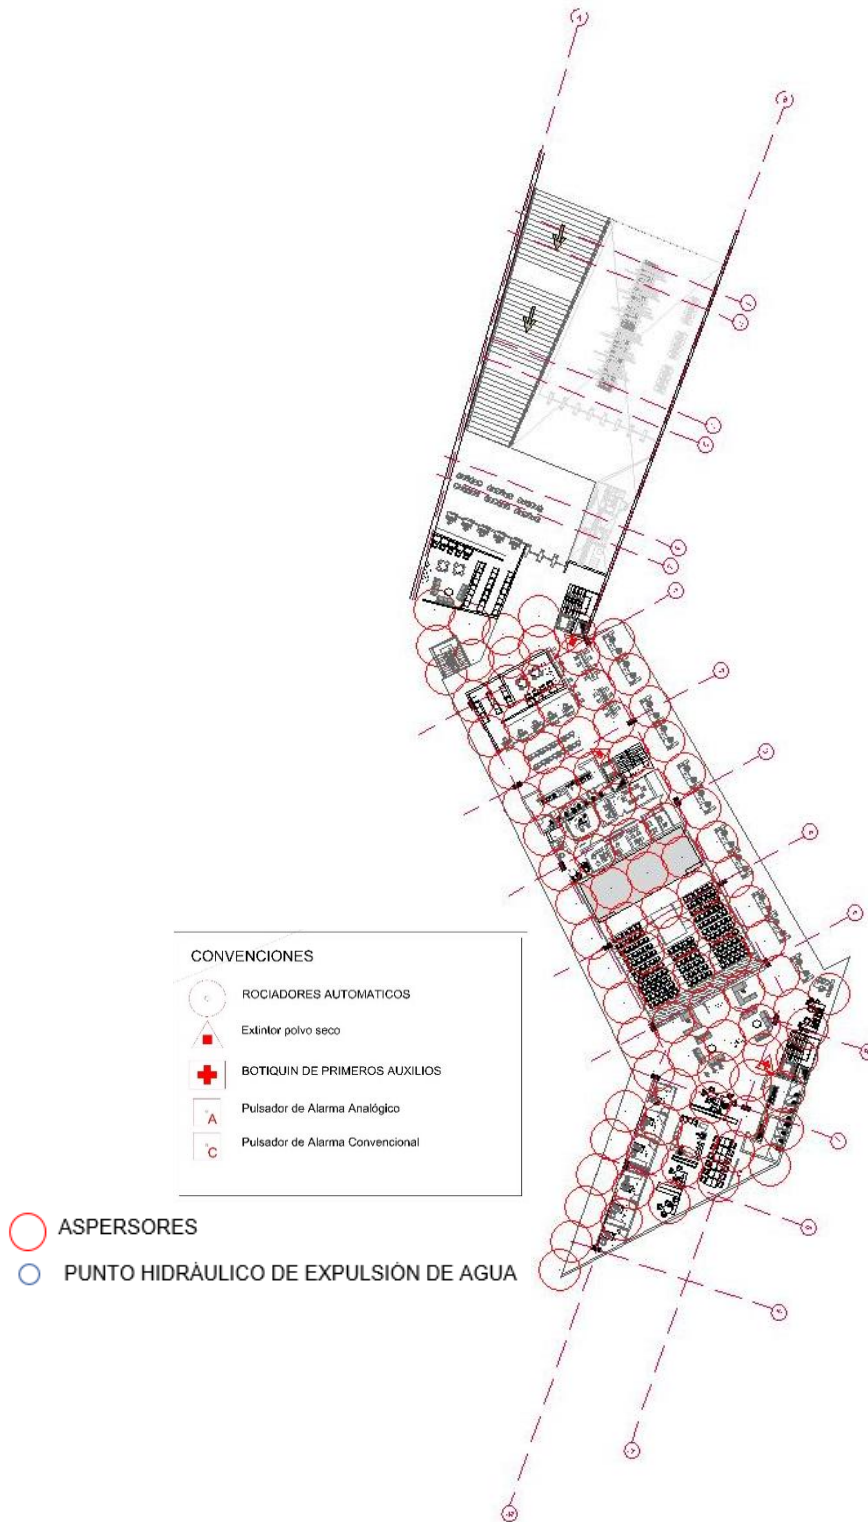 CONVENCIONES
ROCIADORES AUTOMATICOS
Extintor polvo seco
BOTIQUIN DE PRIMEROS AUXILIOS
A Pulsador de Alarma Analógico
C Pulsador de Alarma Convencional
ASPERSORES
PUNTO HIDRÁULICO DE EXPULSIÓN DE AGUA